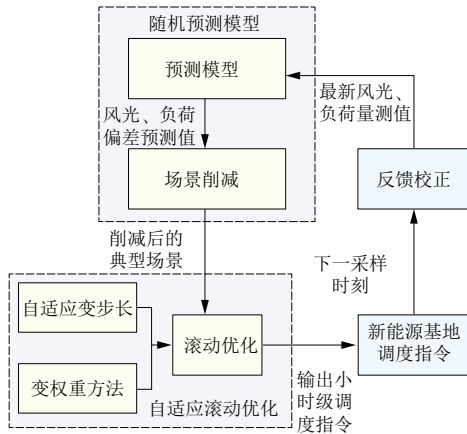 随机预测模型
预测模型
风光、负荷
偏差预测值
场景削减
最新风光、
负荷量测值
反馈校正
削减后的
典型场景
下一采样
时刻
自适应变步长
滚动优化
变权重方法
自适应滚动优化
新能源基地
调度指令
输出小
时级调
度指令